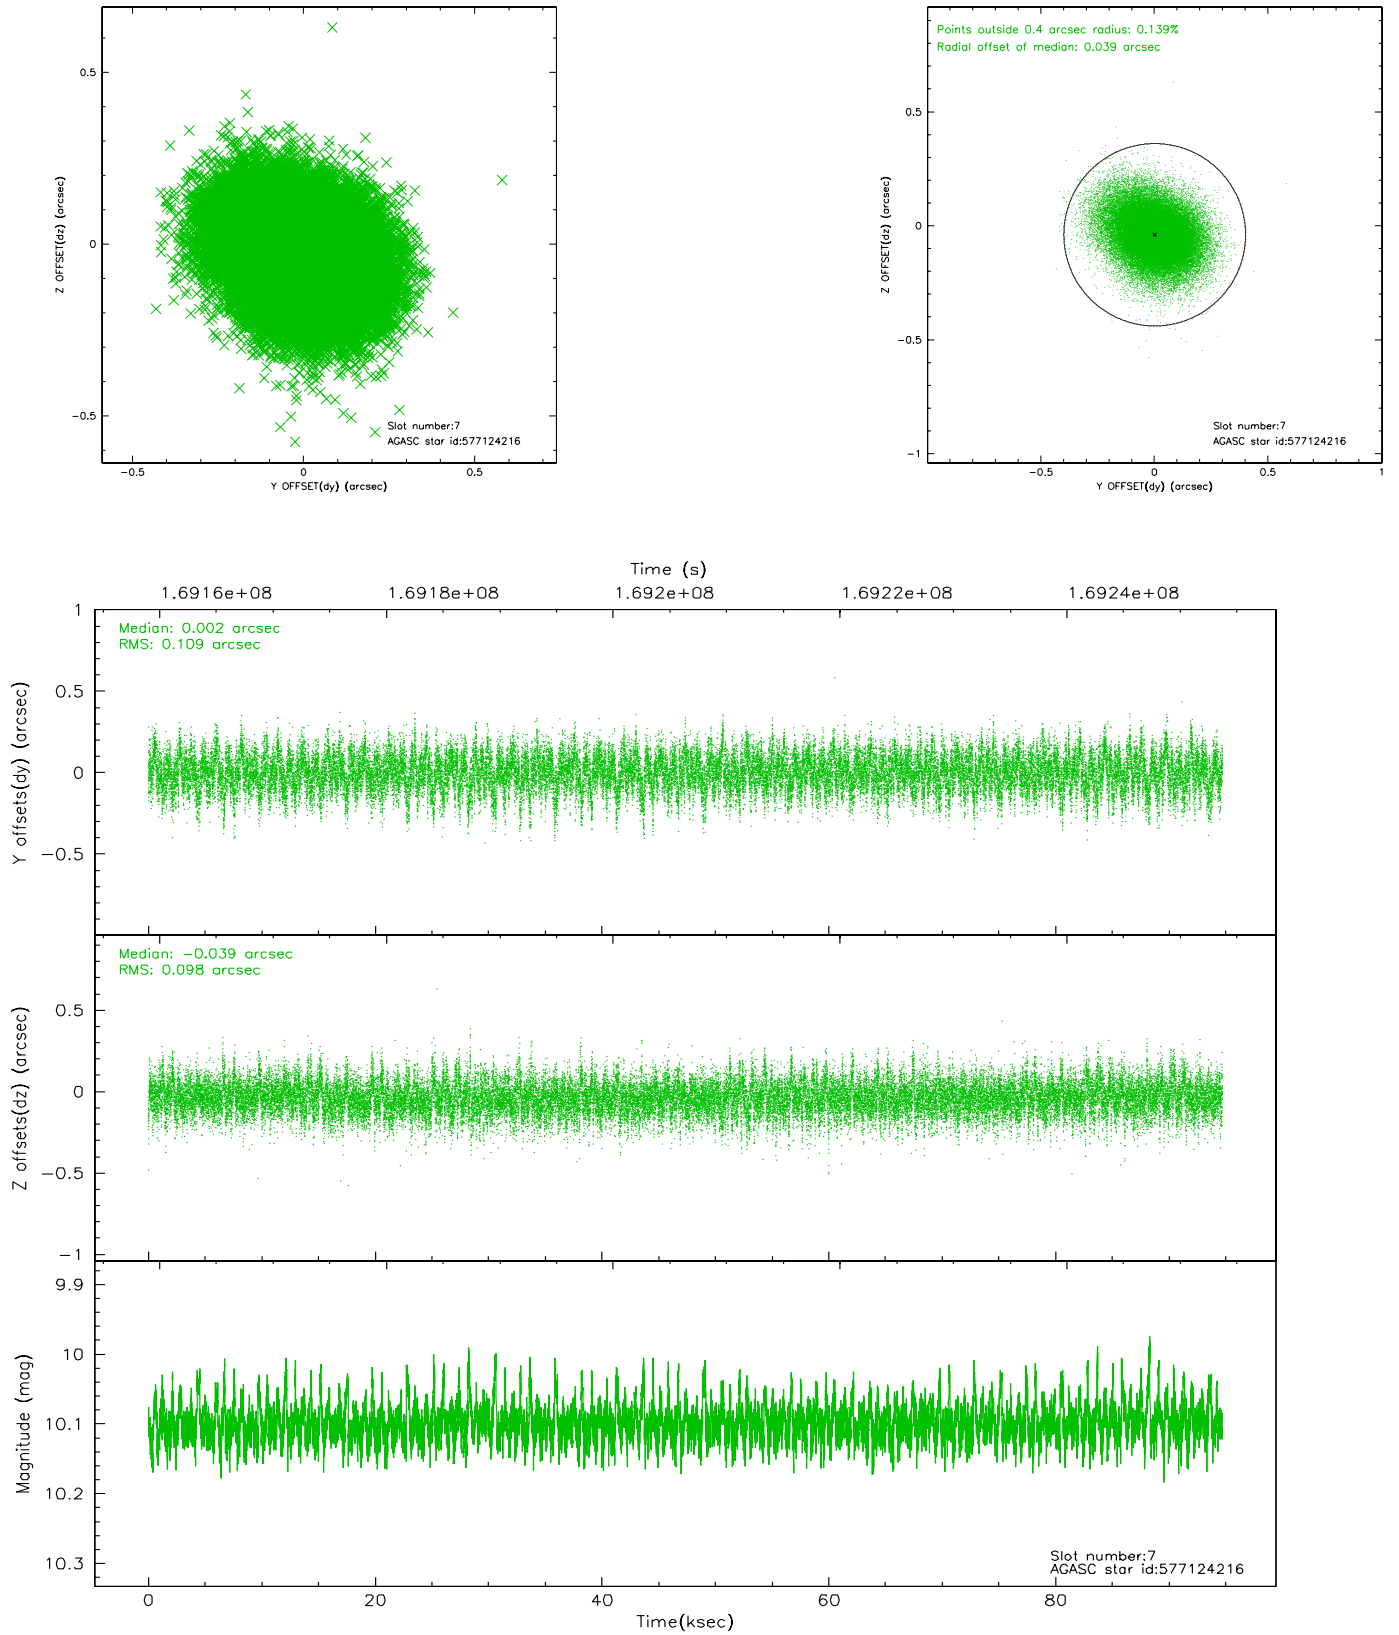 0.5
0
−0.5
Z OFFSET(dz) (arcsec)
Slot number:7
AGASC star id:577124216
−0.5
0
0.5
Y OFFSET(dy) (arcsec)
Points outside 0.4 arcsec radius: 0.139%
Radial offset of median: 0.039 arcsec
0.5
0
−0.5
−1
Z OFFSET(dz) (arcsec)
Slot number:7
AGASC star id:577124216
−0.5
0
0.5
1
Y OFFSET(dy) (arcsec)
Time (s)
1.6916e+08
1.6918e+08
1.692e+08
1.6922e+08
1.6924e+08
Median: 0.002 arcsec
RMS: 0.109 arcsec
1
0.5
0
−0.5
Y offsets(dy) (arcsec)
Median: −0.039 arcsec
RMS: 0.098 arcsec
0.5
0
−0.5
−1
Z offsets(dz) (arcsec)
9.9
10
10.1
10.2
10.3
Magnitude (mag)
Slot number:7
AGASC star id:577124216
0
20
40
60
80
Time(ksec)